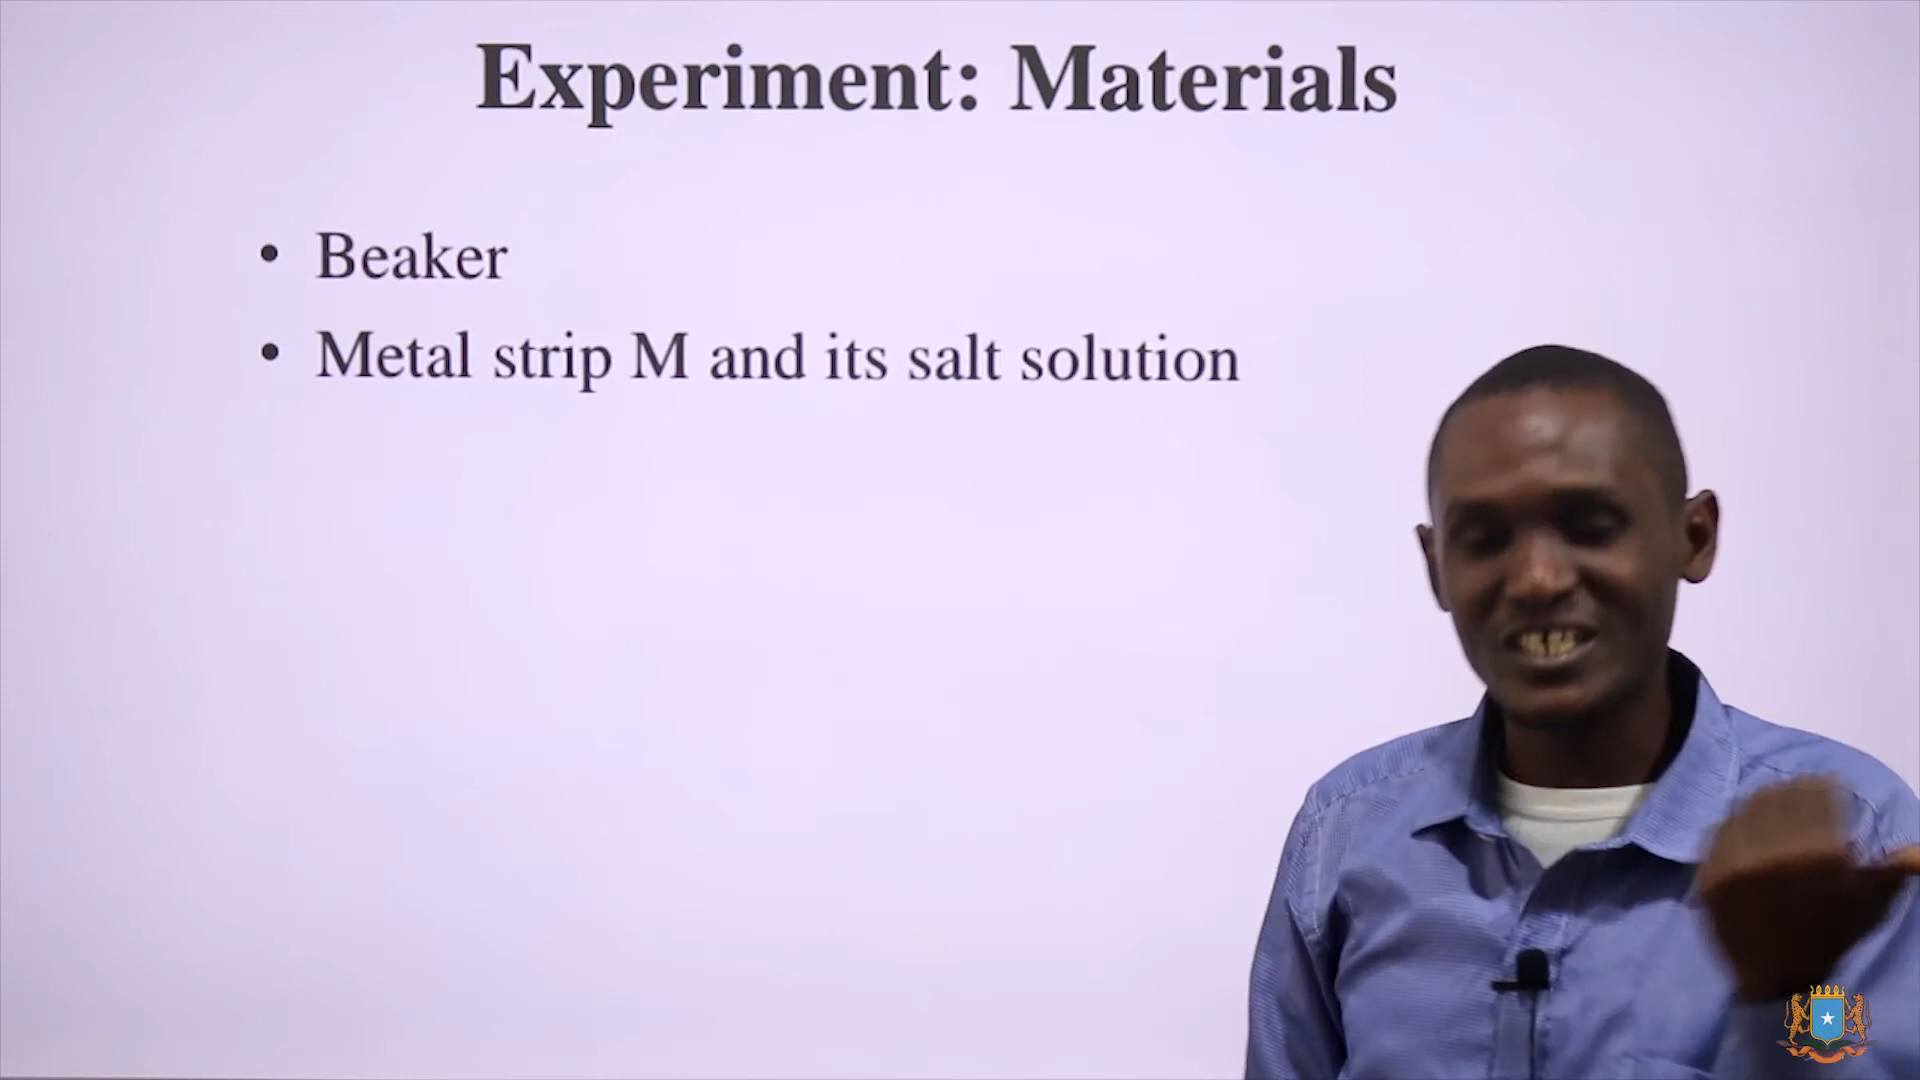 Experiment: Materials
• Beaker
• Metal strip M and its salt solution